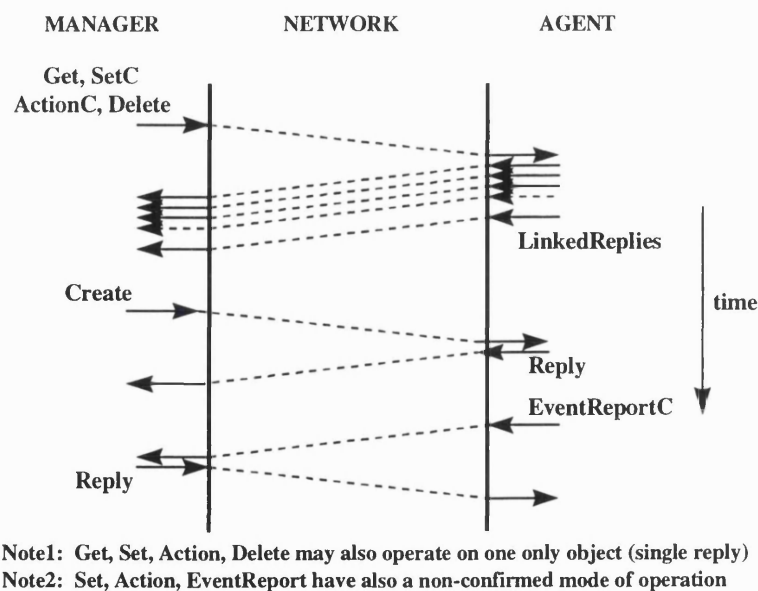 MANAGER NETWORK AGENT
Get, SetC
ActionC, Delete
LinkedReplies
Create
time
Reply
EventReportC
Reply
Note1: Get, Set, Action, Delete may also operate on one only object (single reply)
Note2: Set, Action, EventReport have also a non-confirmed mode of operation